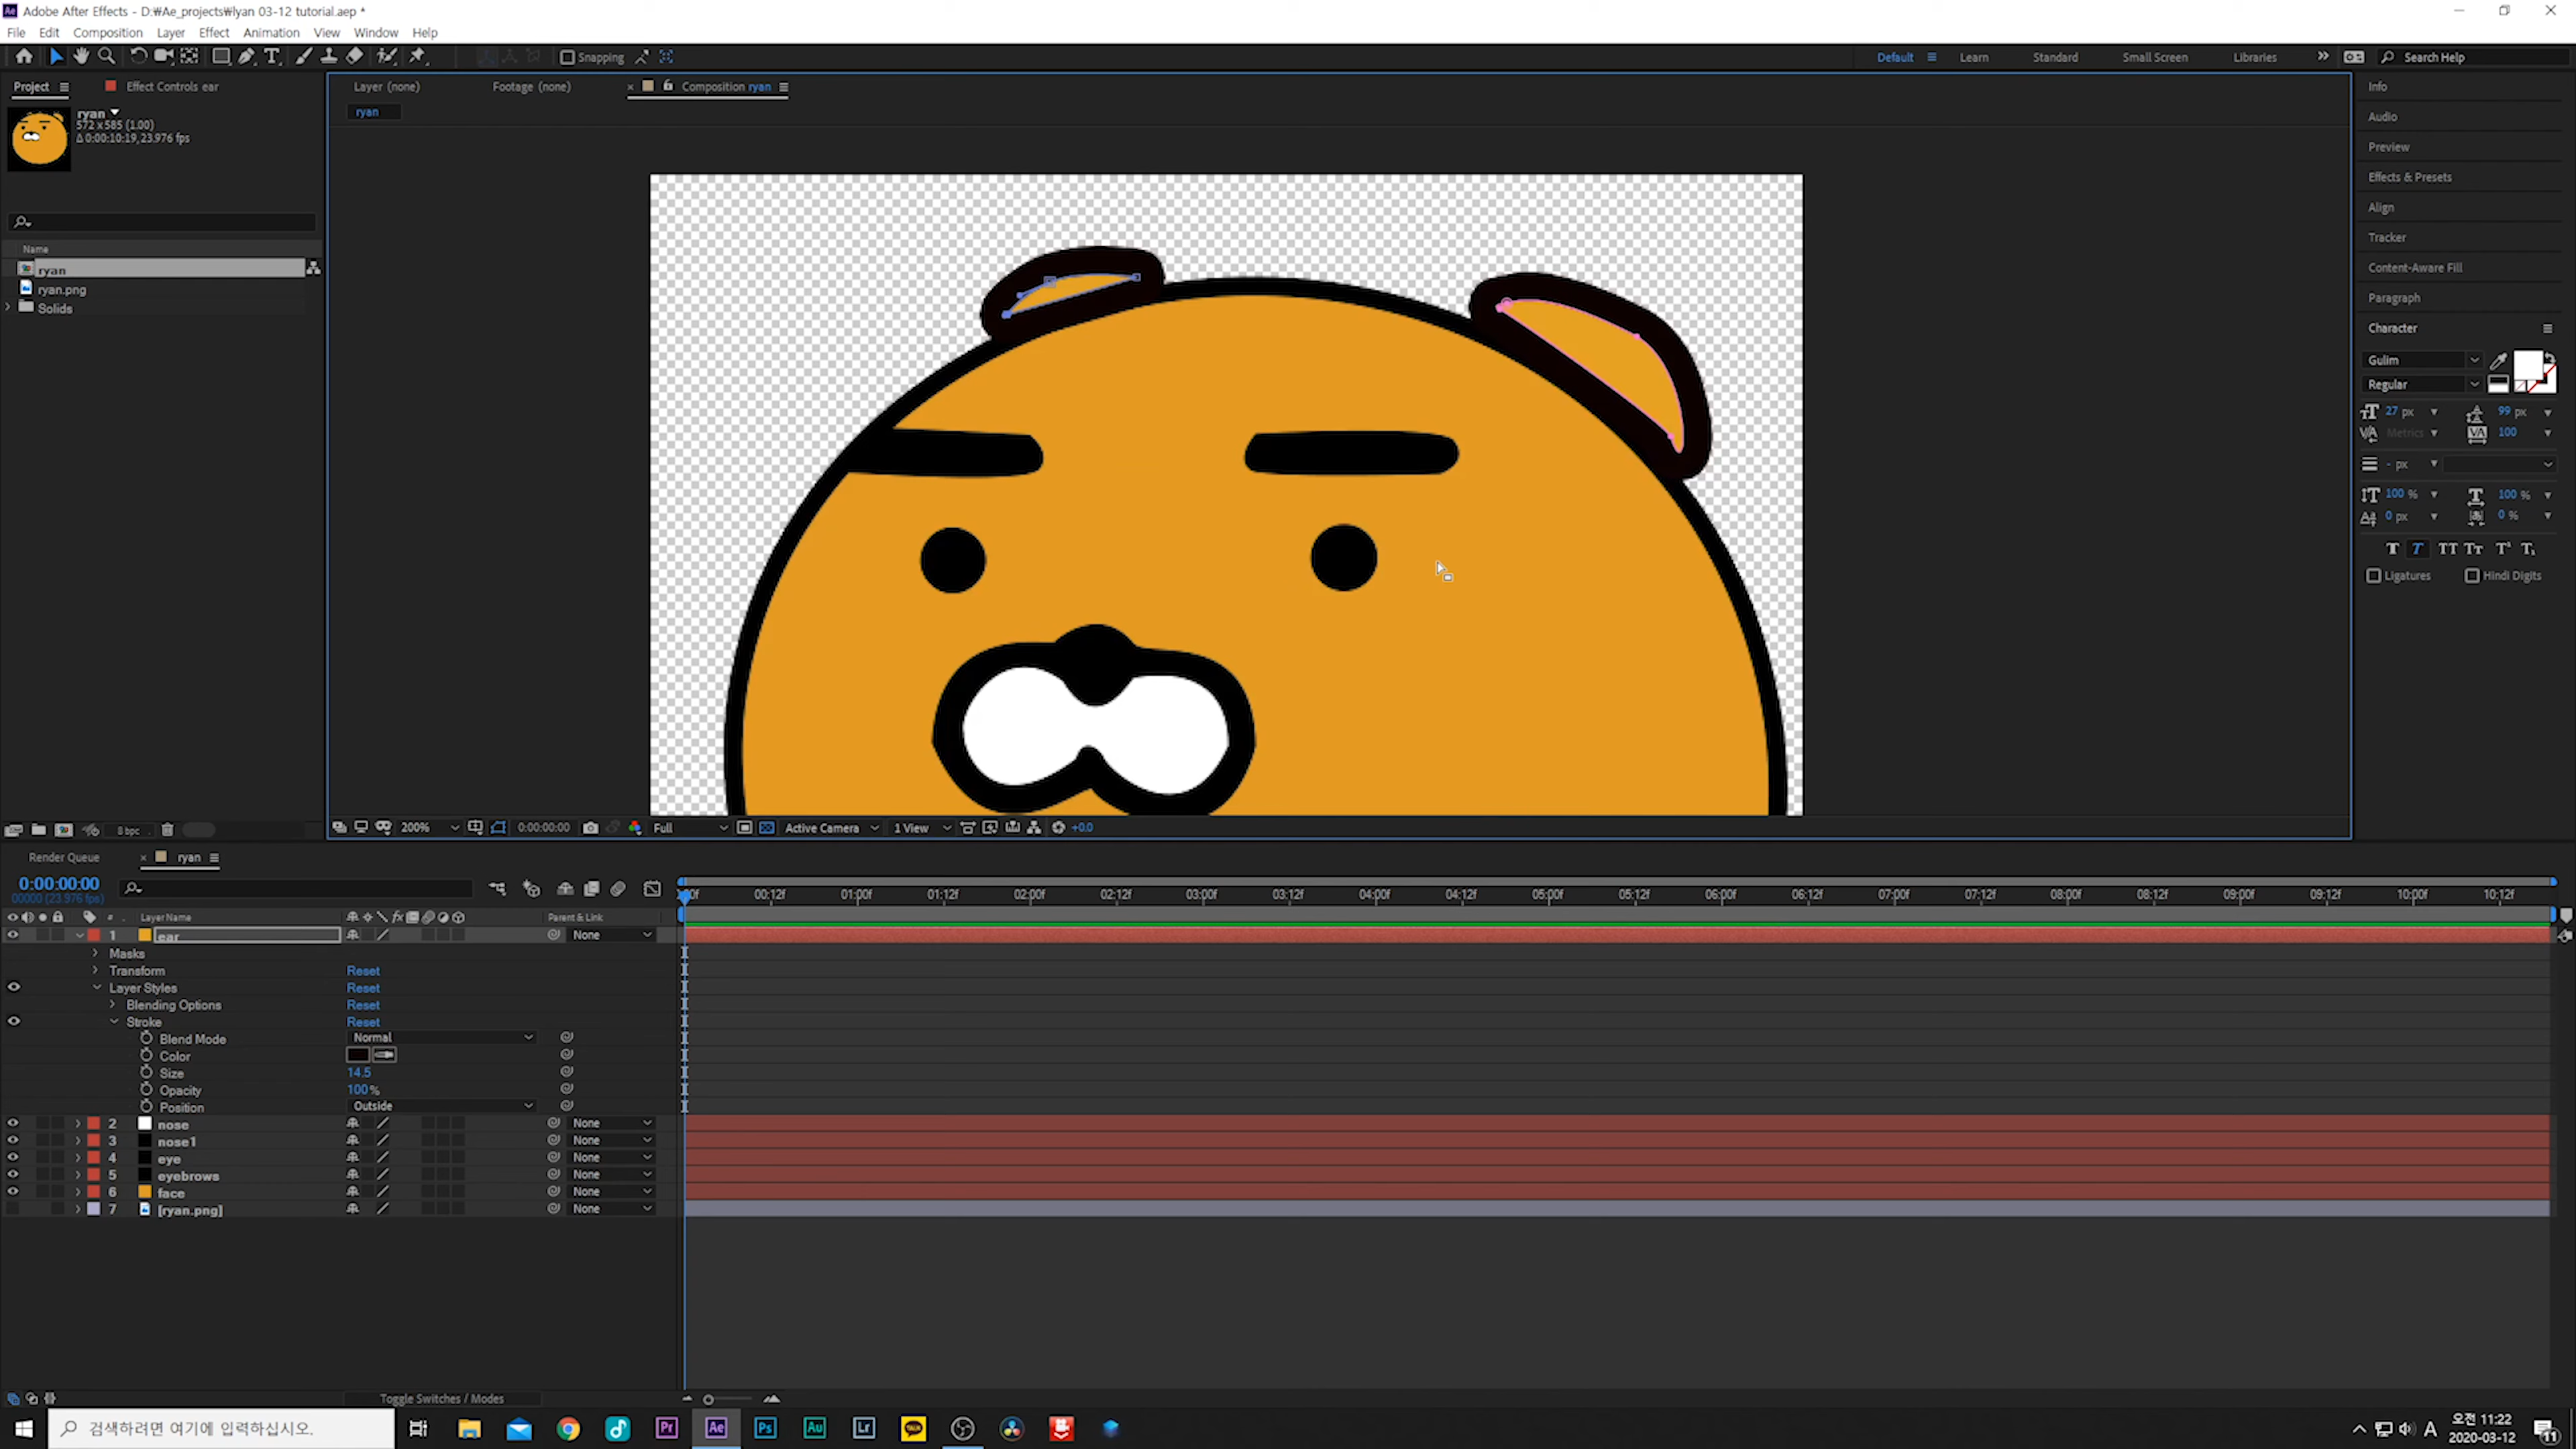 Adobe After Effects - D:\Ae_projects\lyan 03-12 tutorial.aep *
File Edit Composition Layer Effect Animation View Window Help
Snapping
Default Learn Standard Small Screen Libraries Search Help
Project Effect Controls ear
Layer (none) Footage (none) Composition ryan
ryan
ryan
572 x 585 (1.00)
Δ 0:00:10:19, 23.976 fps
Name
ryan
ryan.png
Solids
Info
Audio
Preview
Effects & Presets
Align
Tracker
Content-Aware Fill
Paragraph
Character
Gulim
Regular
27 px 99 px
Metrics 100
- px
100 % 100 %
0 px 0 %
Ligatures Hindi Digits
8 bpc
200% 0:00:00:00 Full Active Camera 1 View +0.0
Render Queue ryan
0:00:00:00
00000 (23.976 fps)
00f 00:12f 01:00f 01:12f 02:00f 02:12f 03:00f 03:12f 04:00f 04:12f 05:00f 05:12f 06:00f 06:12f 07:00f 07:12f 08:00f 08:12f 09:00f 09:12f 10:00f 10:12f
# Layer Name Parent & Link
1 ear None
Masks
Transform Reset
Layer Styles Reset
Blending Options Reset
Stroke Reset
Blend Mode Normal
Color
Size 14.5
Opacity 100%
Position Outside
2 nose None
3 nose1 None
4 eye None
5 eyebrows None
6 face None
7 [ryan.png] None
Toggle Switches / Modes
검색하려면 여기에 입력하십시오.
Pr Ae Ps Au Lr TALK
A
오전 11:22
2020-03-12
11